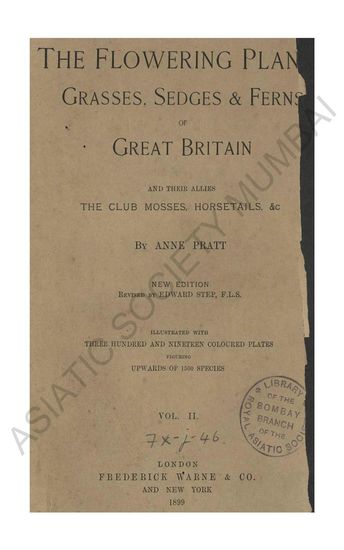 THE FLOWERING PLAN
GRASSES, SEDGES & FERNS
OF
GREAT BRITAIN
AND THEIR ALLIES
THE CLUB MOSSES, HORSETAILS, &c
BY ANNE PRATT
NEW EDITION
REVISED BY EDWARD STEP, F.L.S.
ILLUSTRATED WITH
THREE HUNDRED AND NINETEEN COLOURED PLATES
FIGURING
UPWARDS OF 1500 SPECIES
VOL. II.
7x-j-46.
LIBRARY
OF THE
BOMBAY
BRANCH
OF THE
ROYAL ASIATIC SOCIE
LONDON
FREDERICK WARNE & CO.
AND NEW YORK
1899
ASIATIC SOCIETY MUMBAI